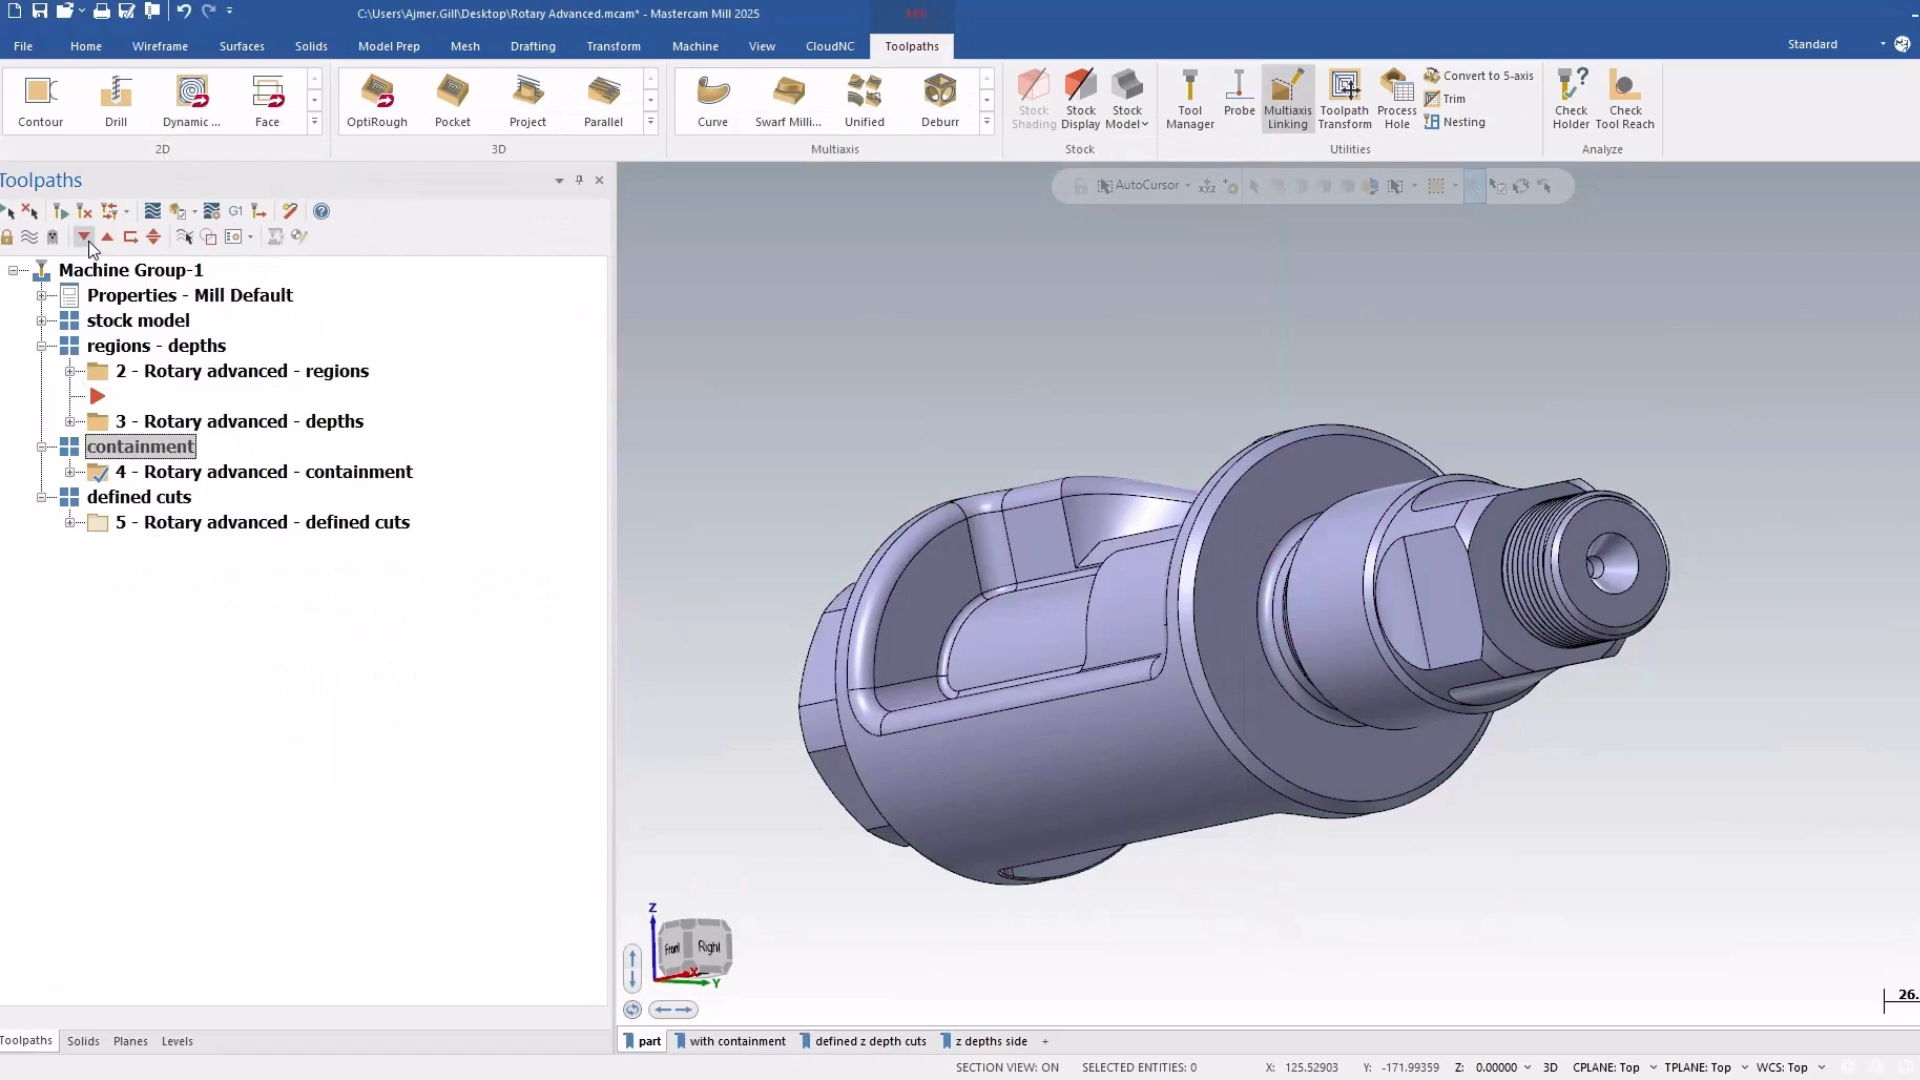 C:\Users\Ajmer.Gill\Desktop\Rotary Advanced.mcam* - Mastercam Mill 2025
Mill
File Home Wireframe Surfaces Solids Model Prep Mesh Drafting Transform Machine View CloudNC Toolpaths
Standard
Contour Drill Dynamic ... Face
2D
OptiRough Pocket Project Parallel
3D
Curve Swarf Milli... Unified Deburr
Multiaxis
Stock Shading
Stock Display
Stock Model
Stock
Tool Manager
Probe
Multiaxis Linking
Toolpath Transform
Process Hole
Convert to 5-axis
Trim
Nesting
Utilities
Check Holder
Check Tool Reach
Analyze
Toolpaths
G1
AutoCursor
xyz
Machine Group-1
Properties - Mill Default
stock model
regions - depths
2 - Rotary advanced - regions
3 - Rotary advanced - depths
containment
4 - Rotary advanced - containment
defined cuts
5 - Rotary advanced - defined cuts
Z
Front Right
X
Y
26.
Toolpaths Solids Planes Levels
part with containment defined z depth cuts z depths side +
SECTION VIEW: ON SELECTED ENTITIES: 0 X: 125.52903 Y: -171.99359 Z: 0.00000 3D CPLANE: Top TPLANE: Top WCS: Top